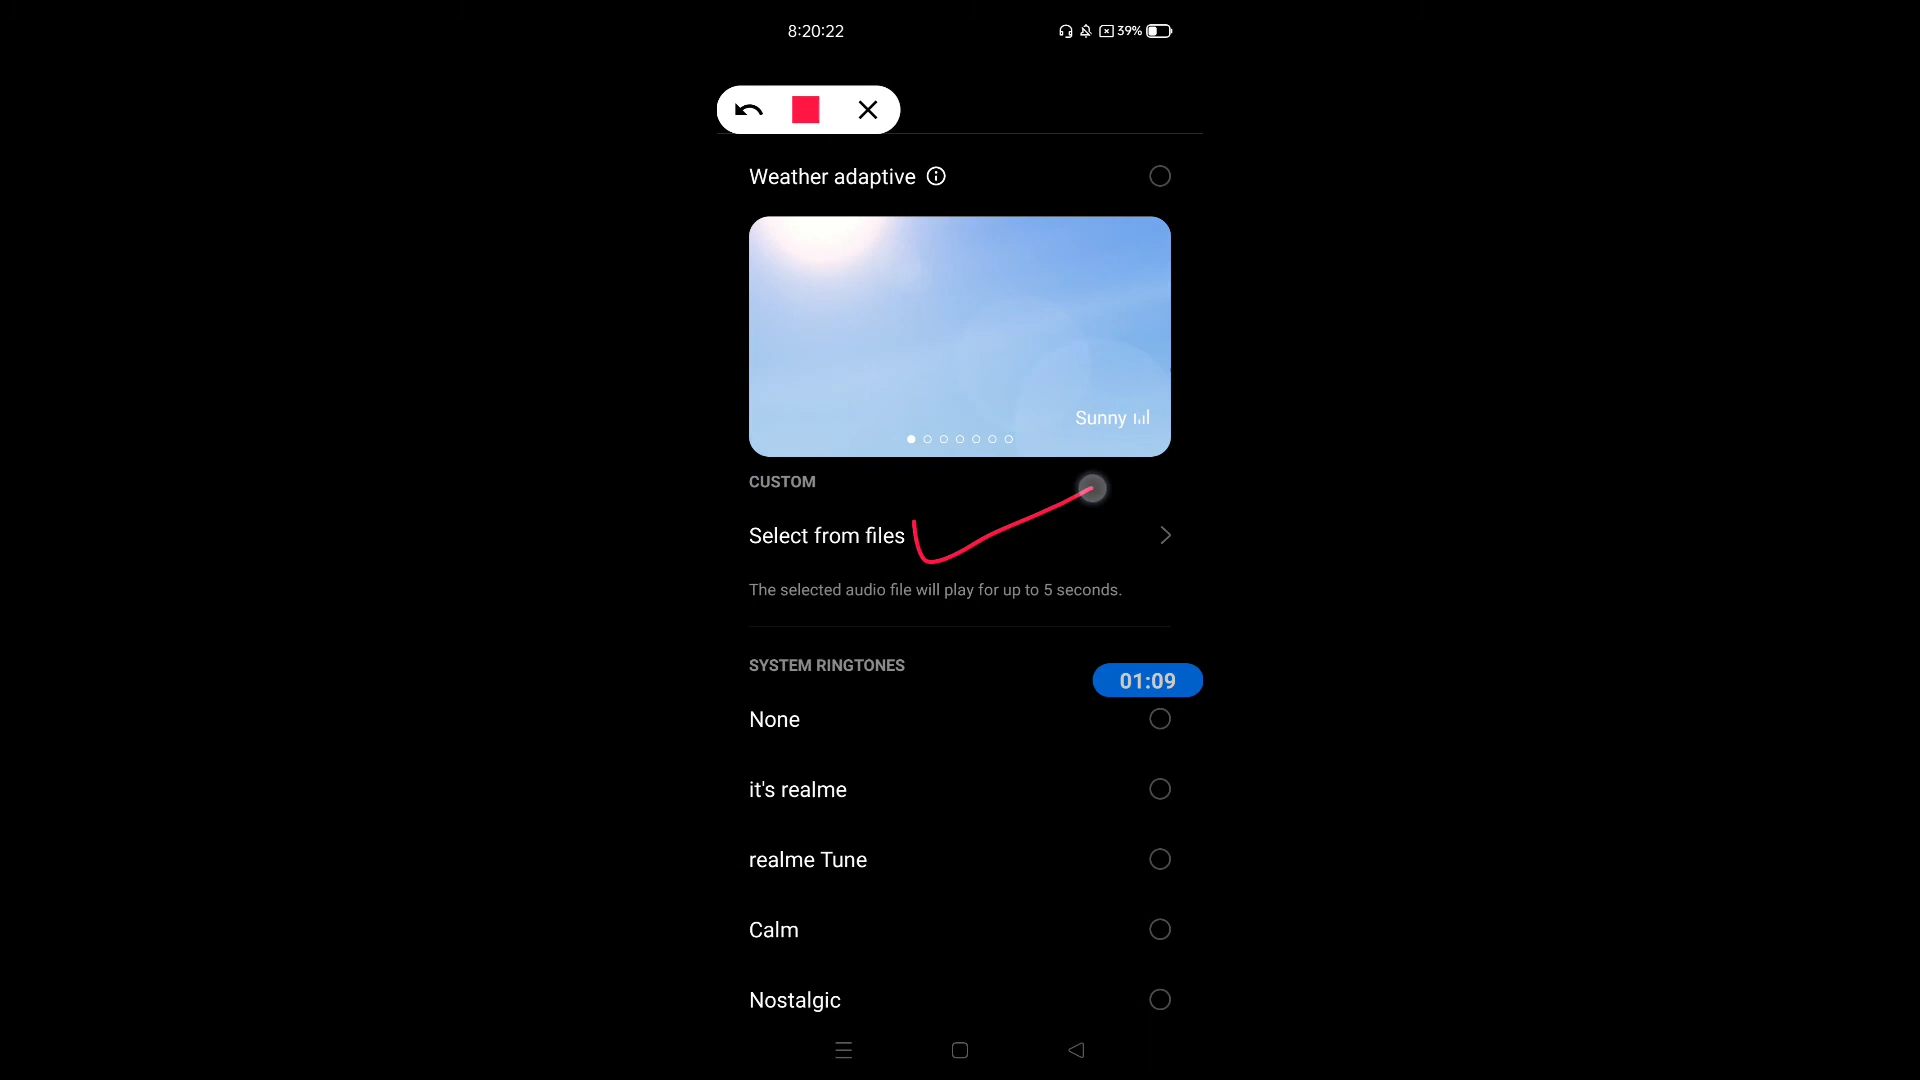 8:20:22
39%
Weather adaptive
Sunny
CUSTOM
Select from files
The selected audio file will play for up to 5 seconds.
SYSTEM RINGTONES
01:09
None
it's realme
realme Tune
Calm
Nostalgic